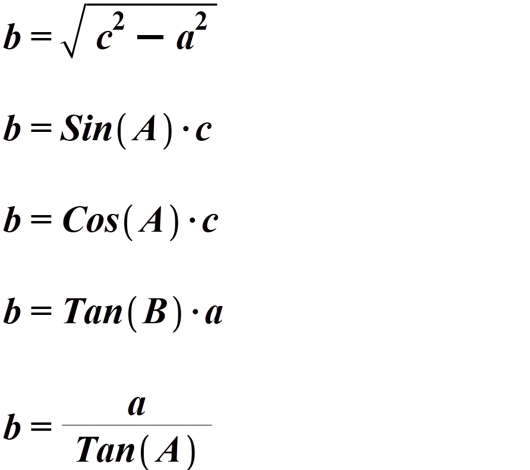 b = √(c² − a²)
b = Sin(A)·c
b = Cos(A)·c
b = Tan(B)·a
b = a / Tan(A)